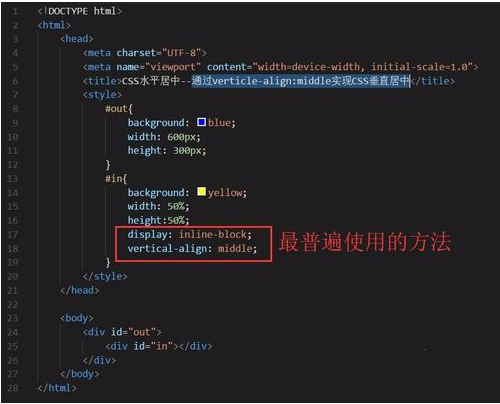 1 <!DOCTYPE html>
2 <html>
3 <head>
4 <meta charset="UTF-8">
5 <meta name="viewport" content="width=device-width, initial-scale=1.0">
6 <title>CSS水平居中--通过verticle-align:middle实现CSS垂直居中</title>
7 <style>
8 #out{
9 background: blue;
10 width: 600px;
11 height: 300px;
12 }
13 #in{
14 background: yellow;
15 width: 50%;
16 height:50%;
17 display: inline-block;
18 vertical-align: middle;
最普遍使用的方法
19 }
20 </style>
21 </head>
22
23 <body>
24 <div id="out">
25 <div id="in"></div>
26 </div>
27 </body>
28 </html>